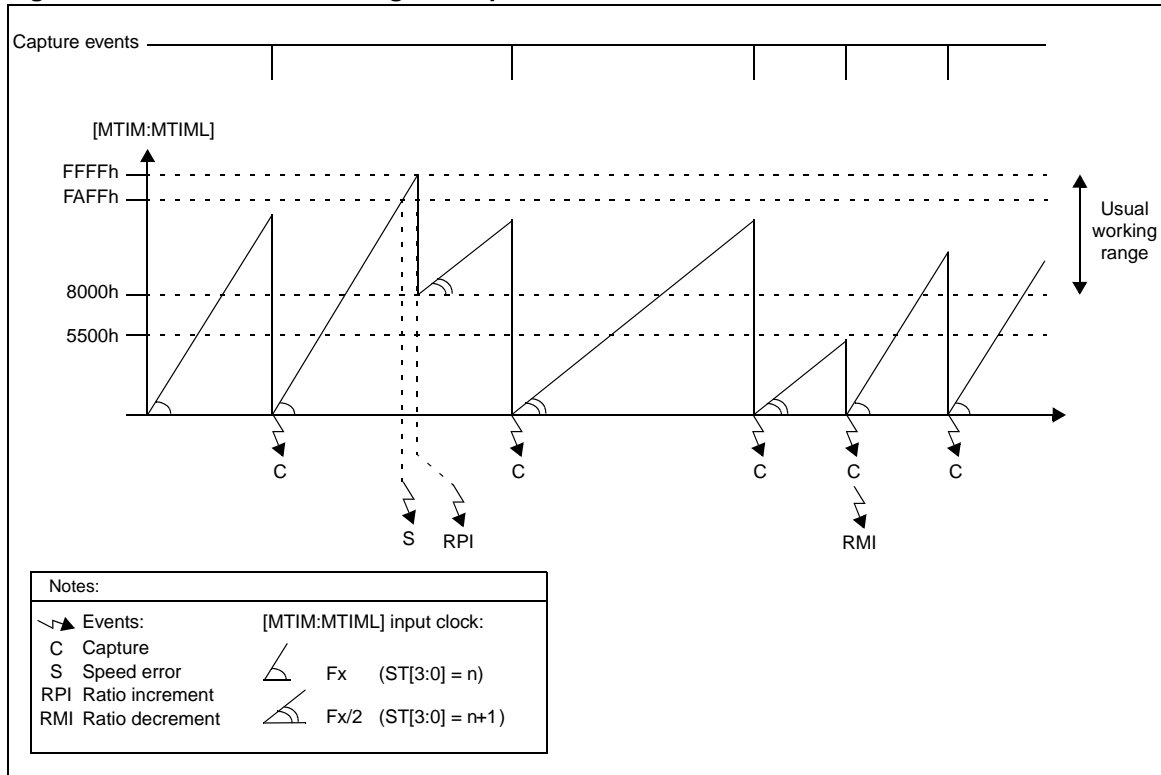 Capture events
[MTIM:MTIML]
FFFFh
FAFFh
8000h
5500h
Usual
working
range
C
C
C
C
C
S
RPI
RMI
Notes:
Events:
C Capture
S Speed error
RPI Ratio increment
RMI Ratio decrement
[MTIM:MTIML] input clock:
Fx (ST[3:0] = n)
Fx/2 (ST[3:0] = n+1)